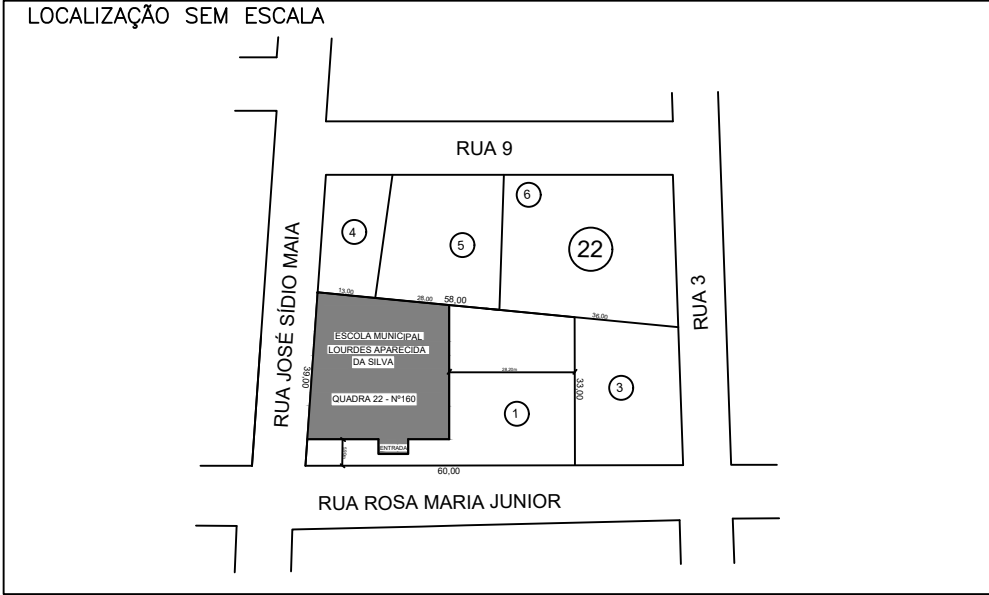 LOCALIZAÇÃO SEM ESCALA
RUA 9
6
4
5
22
RUA JOSÉ SÍDIO MAIA
RUA 3
13,00
28,00
58,00
36,00
ESCOLA MUNICIPAL
LOURDES APARECIDA
DA SILVA
39,00
QUADRA 22 - Nº160
33,00
3
1
ENTRADA
60,00
RUA ROSA MARIA JUNIOR